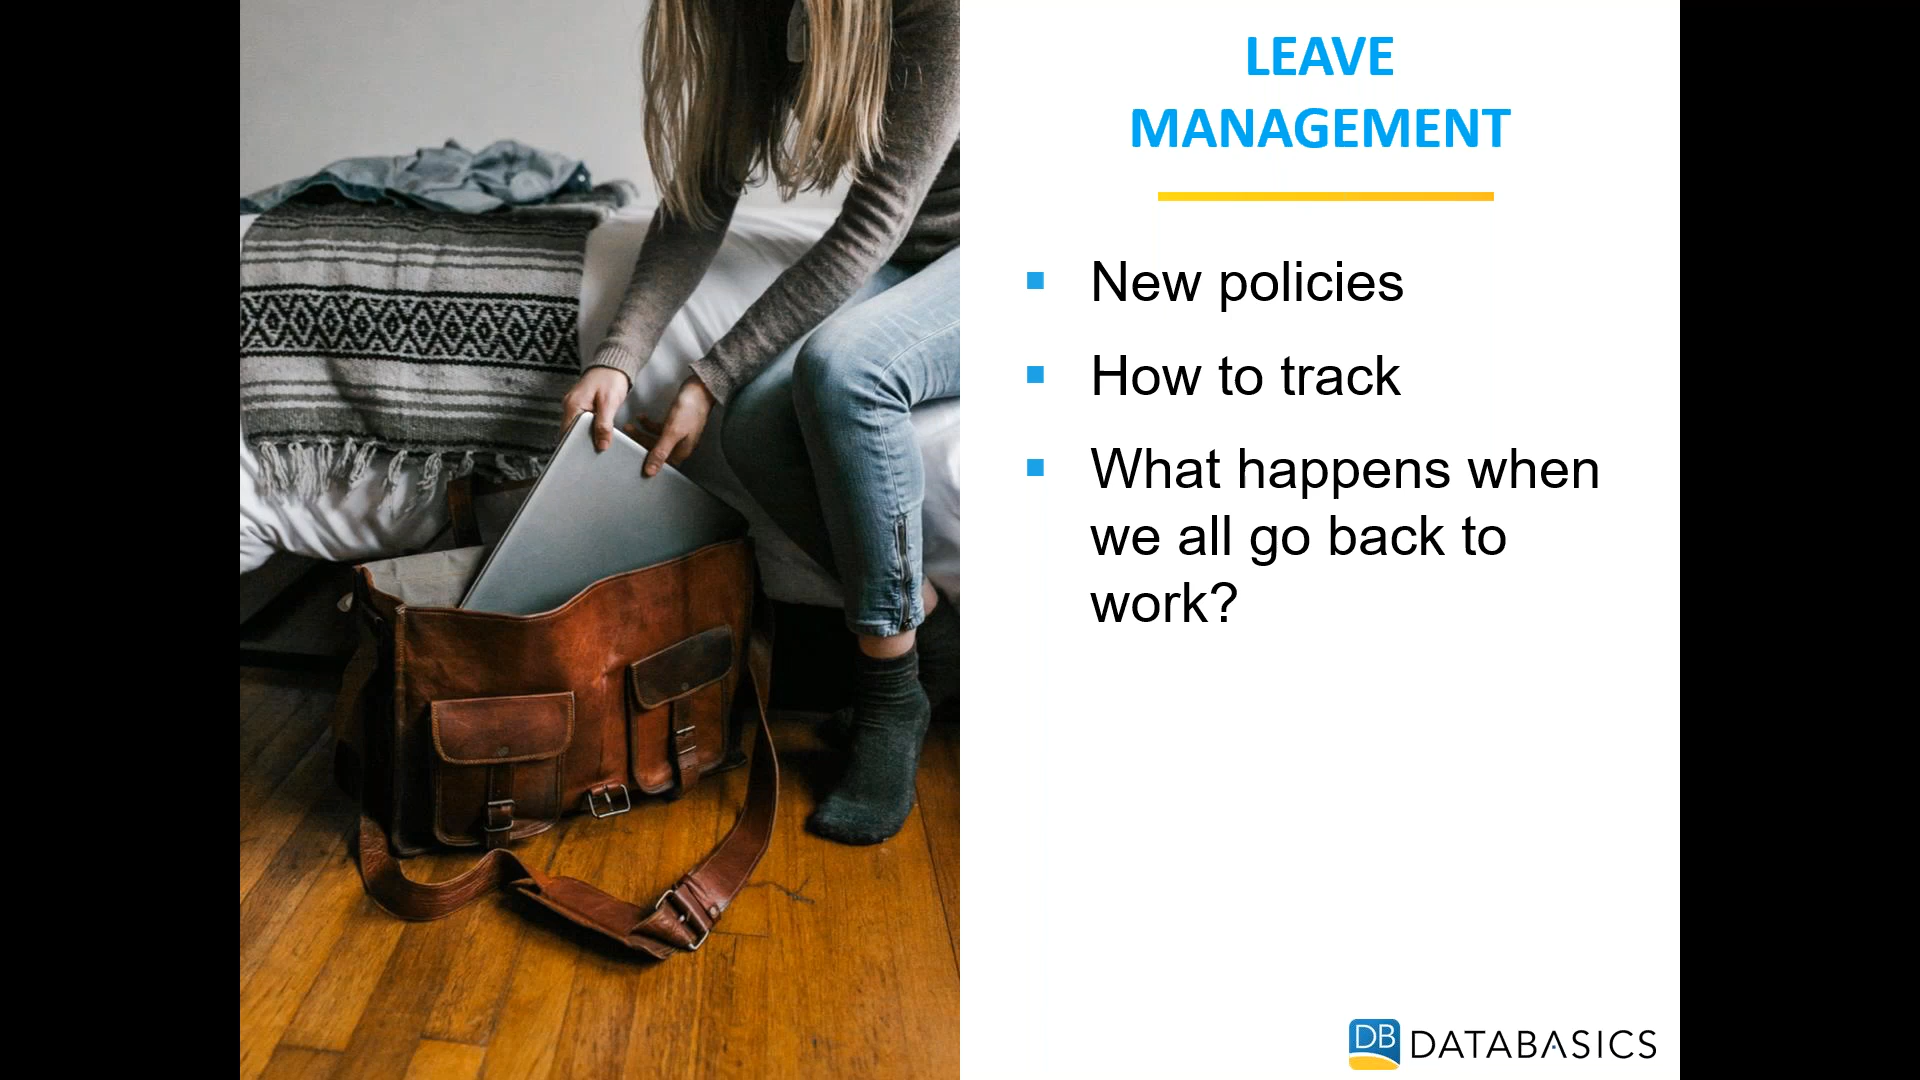 LEAVE
MANAGEMENT
New policies
How to track
What happens when
we all go back to
work?
DB DATABASICS